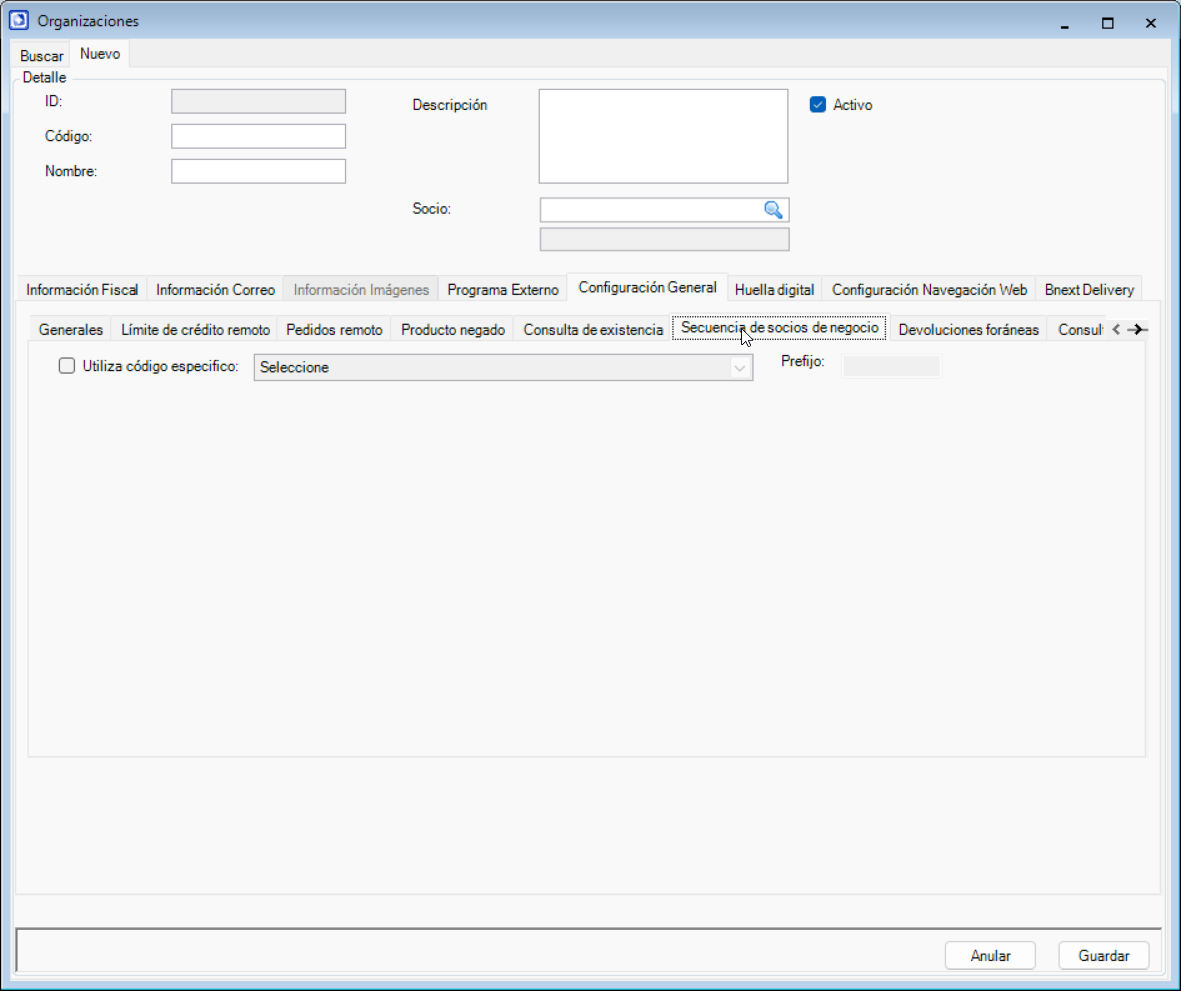 Organizaciones
Buscar Nuevo
Detalle
ID:
Código:
Nombre:
Descripción
Activo
Socio:
Información Fiscal Información Correo Información Imágenes Programa Externo Configuración General Huella digital Configuración Navegación Web Bnext Delivery
Generales Límite de crédito remoto Pedidos remoto Producto negado Consulta de existencia Secuencia de socios de negocio Devoluciones foráneas
Utiliza código especifico: Seleccione Prefijo:
Anular Guardar